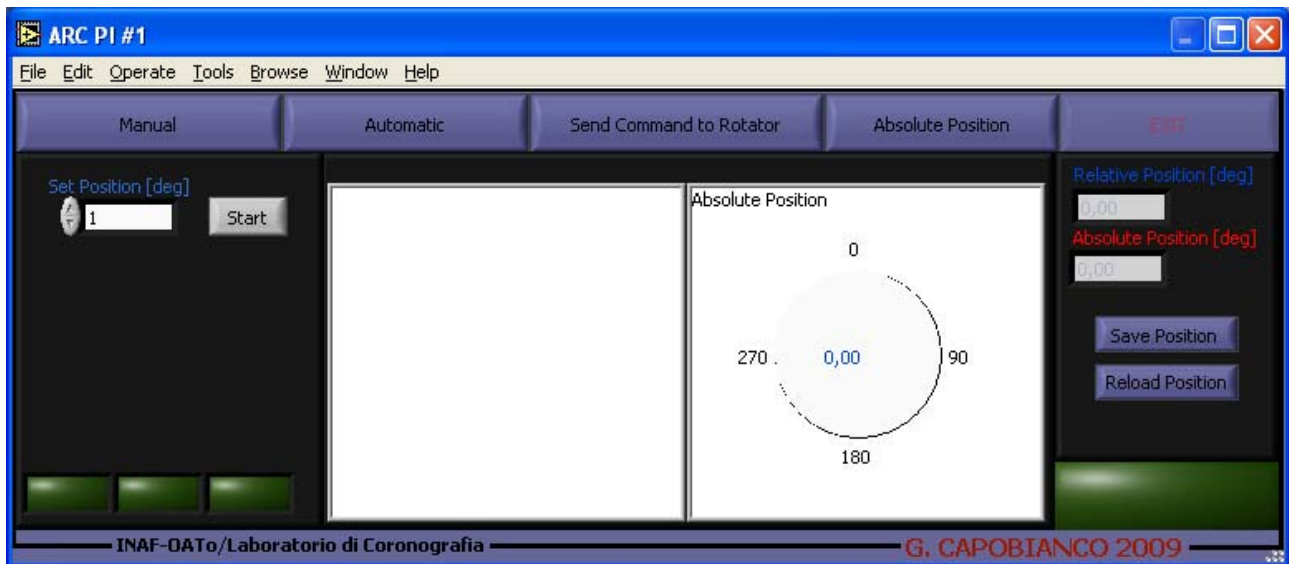 ARC PI #1
File Edit Operate Tools Browse Window Help
Manual
Automatic
Send Command to Rotator
Absolute Position
EXIT
Set Position [deg]
1
Start
Absolute Position
0
270
0,00
90
180
Relative Position [deg]
0,00
Absolute Position [deg]
0,00
Save Position
Reload Position
INAF-OATo/Laboratorio di Coronografia
G. CAPOBIANCO 2009